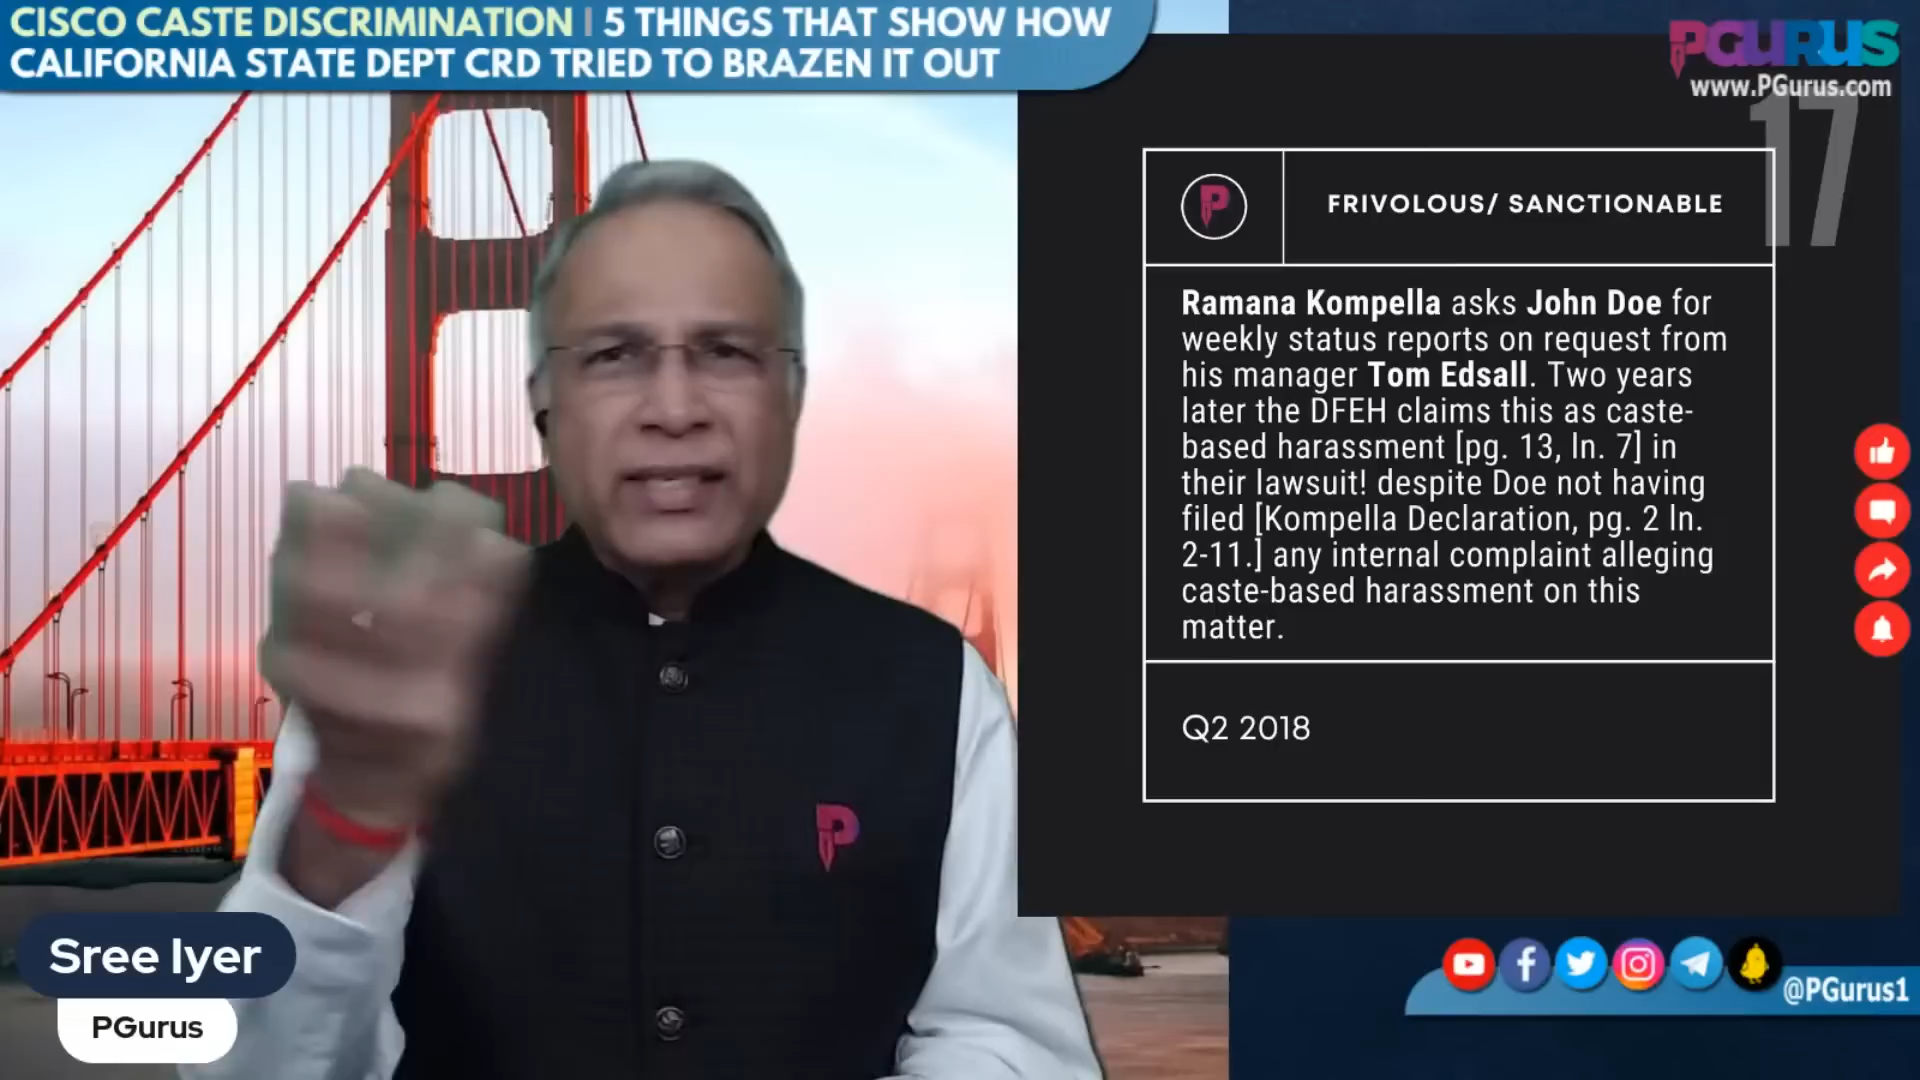 CISCO CASTE DISCRIMINATION | 5 THINGS THAT SHOW HOW
CALIFORNIA STATE DEPT CRD TRIED TO BRAZEN IT OUT
PGURUS
www.PGurus.com
17
P
FRIVOLOUS/ SANCTIONABLE
Ramana Kompella asks John Doe for
weekly status reports on request from
his manager Tom Edsall. Two years
later the DFEH claims this as caste-
based harassment [pg. 13, ln. 7] in
their lawsuit! despite Doe not having
filed [Kompella Declaration, pg. 2 ln.
2-11.] any internal complaint alleging
caste-based harassment on this
matter.
Q2 2018
P
Sree Iyer
PGurus
@PGurus1